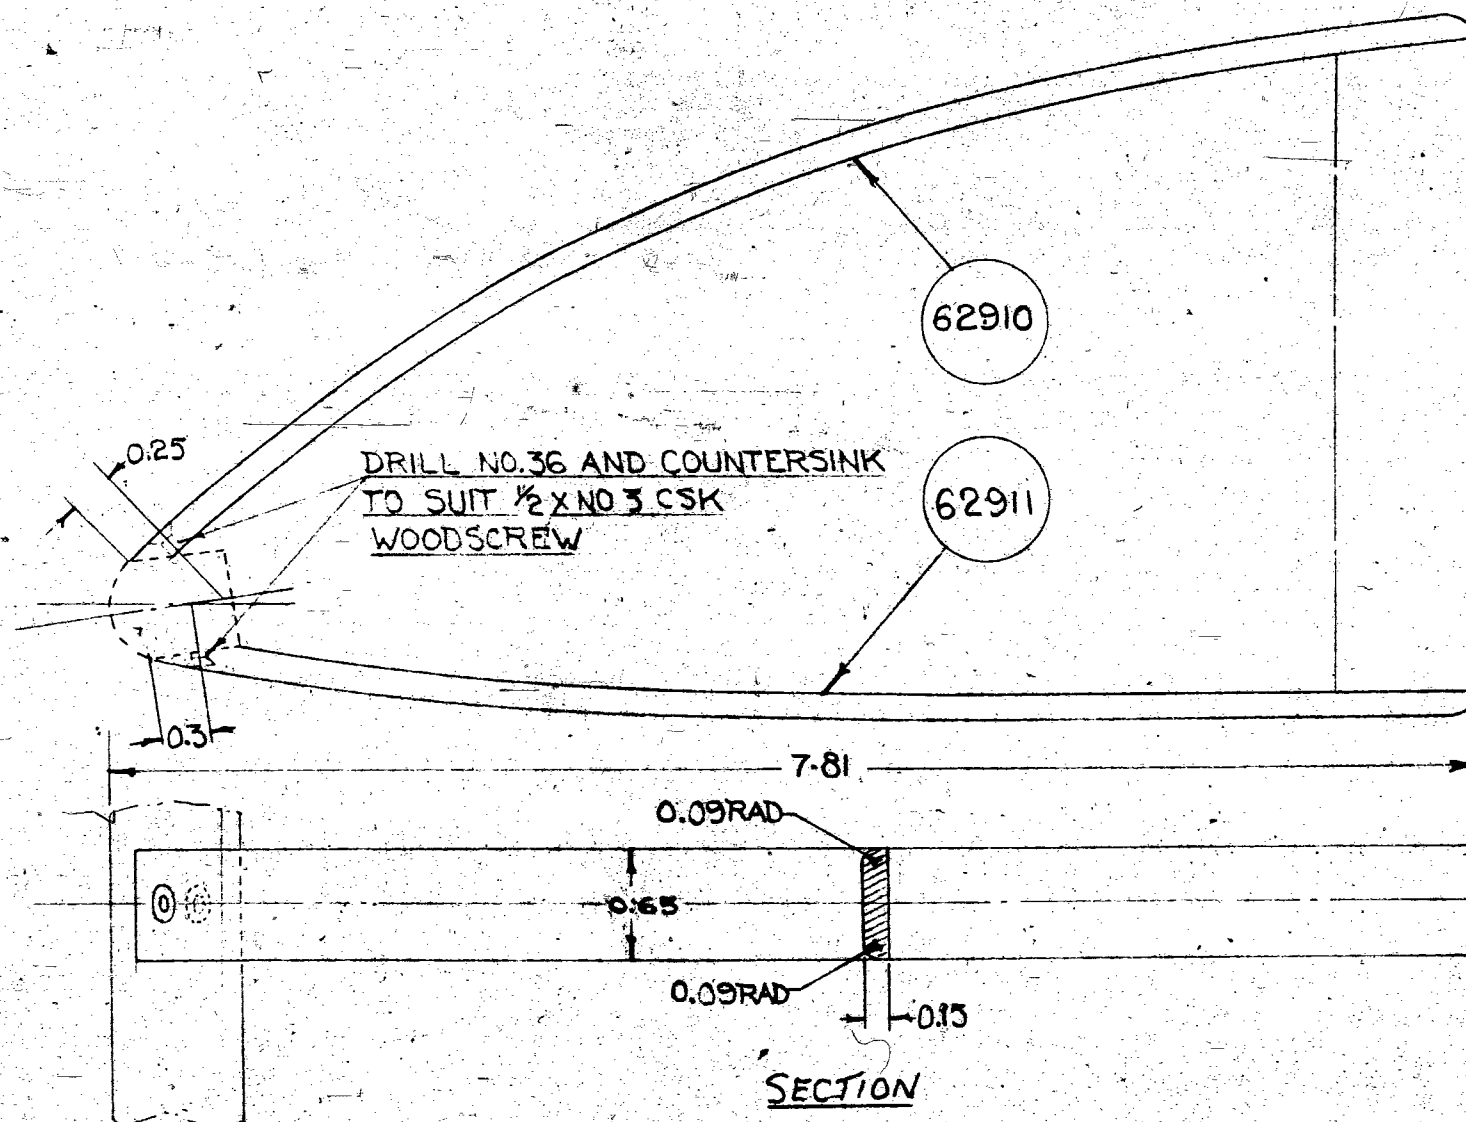 62910
0.25
DRILL NO.36 AND COUNTERSINK
TO SUIT ½ X NO 3 CSK
WOODSCREW
62911
0.3
7.81
0.09RAD
0.65
0.09RAD
0.15
SECTION